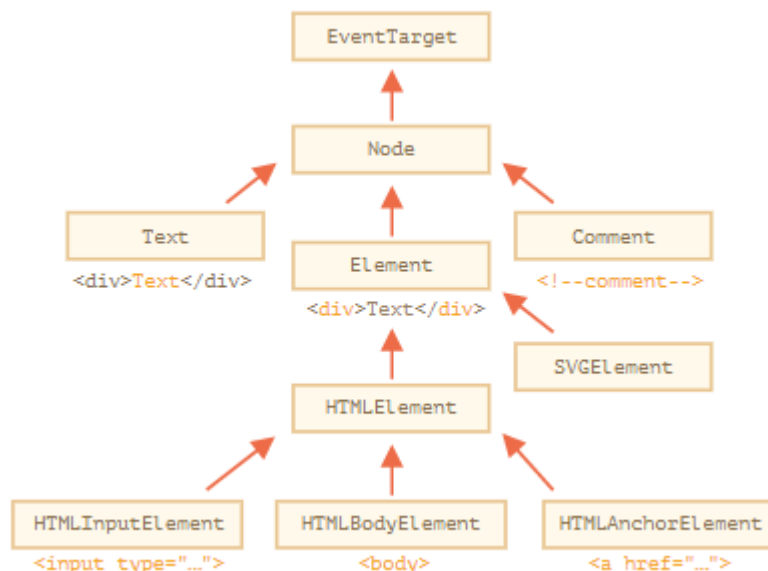 EventTarget
Node
Text
Comment
Element
<div>Text</div>
<!--comment-->
<div>Text</div>
SVGElement
HTMLElement
HTMLInputElement
HTMLBodyElement
HTMLAnchorElement
<input type="…">
<body>
<a href="…">